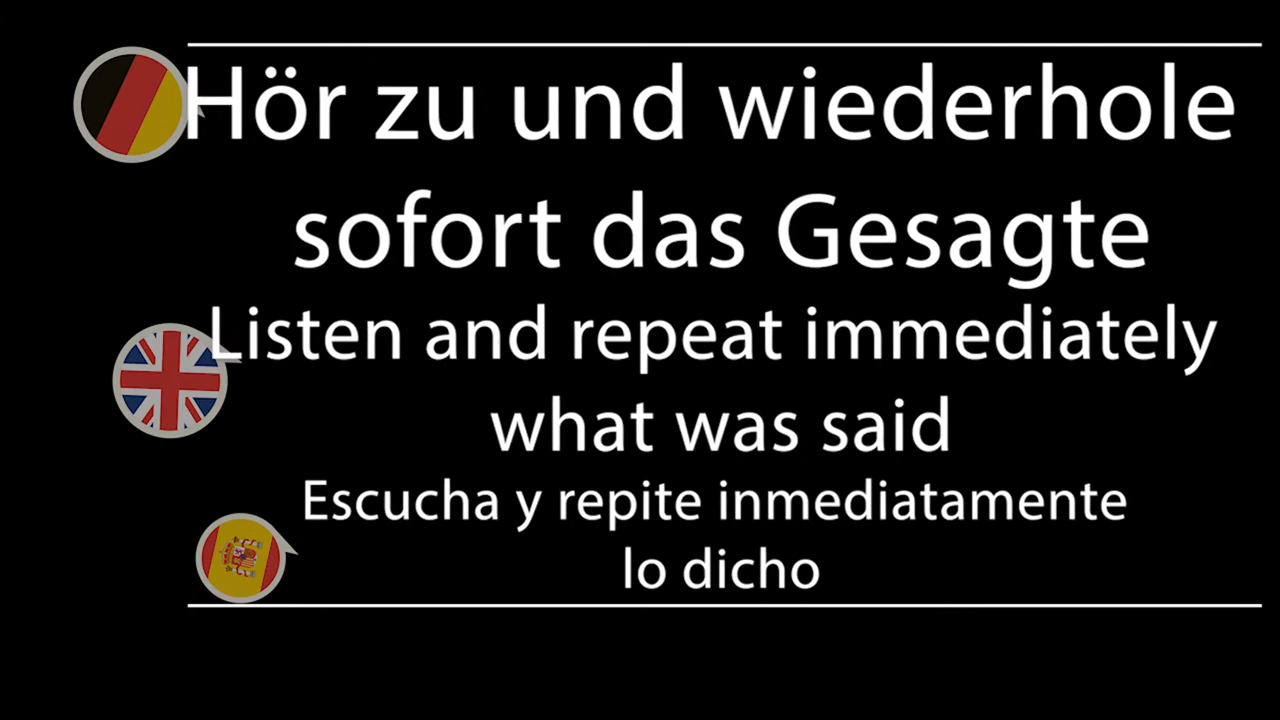 Hör zu und wiederhole
sofort das Gesagte
Listen and repeat immediately
what was said
Escucha y repite inmediatamente
lo dicho